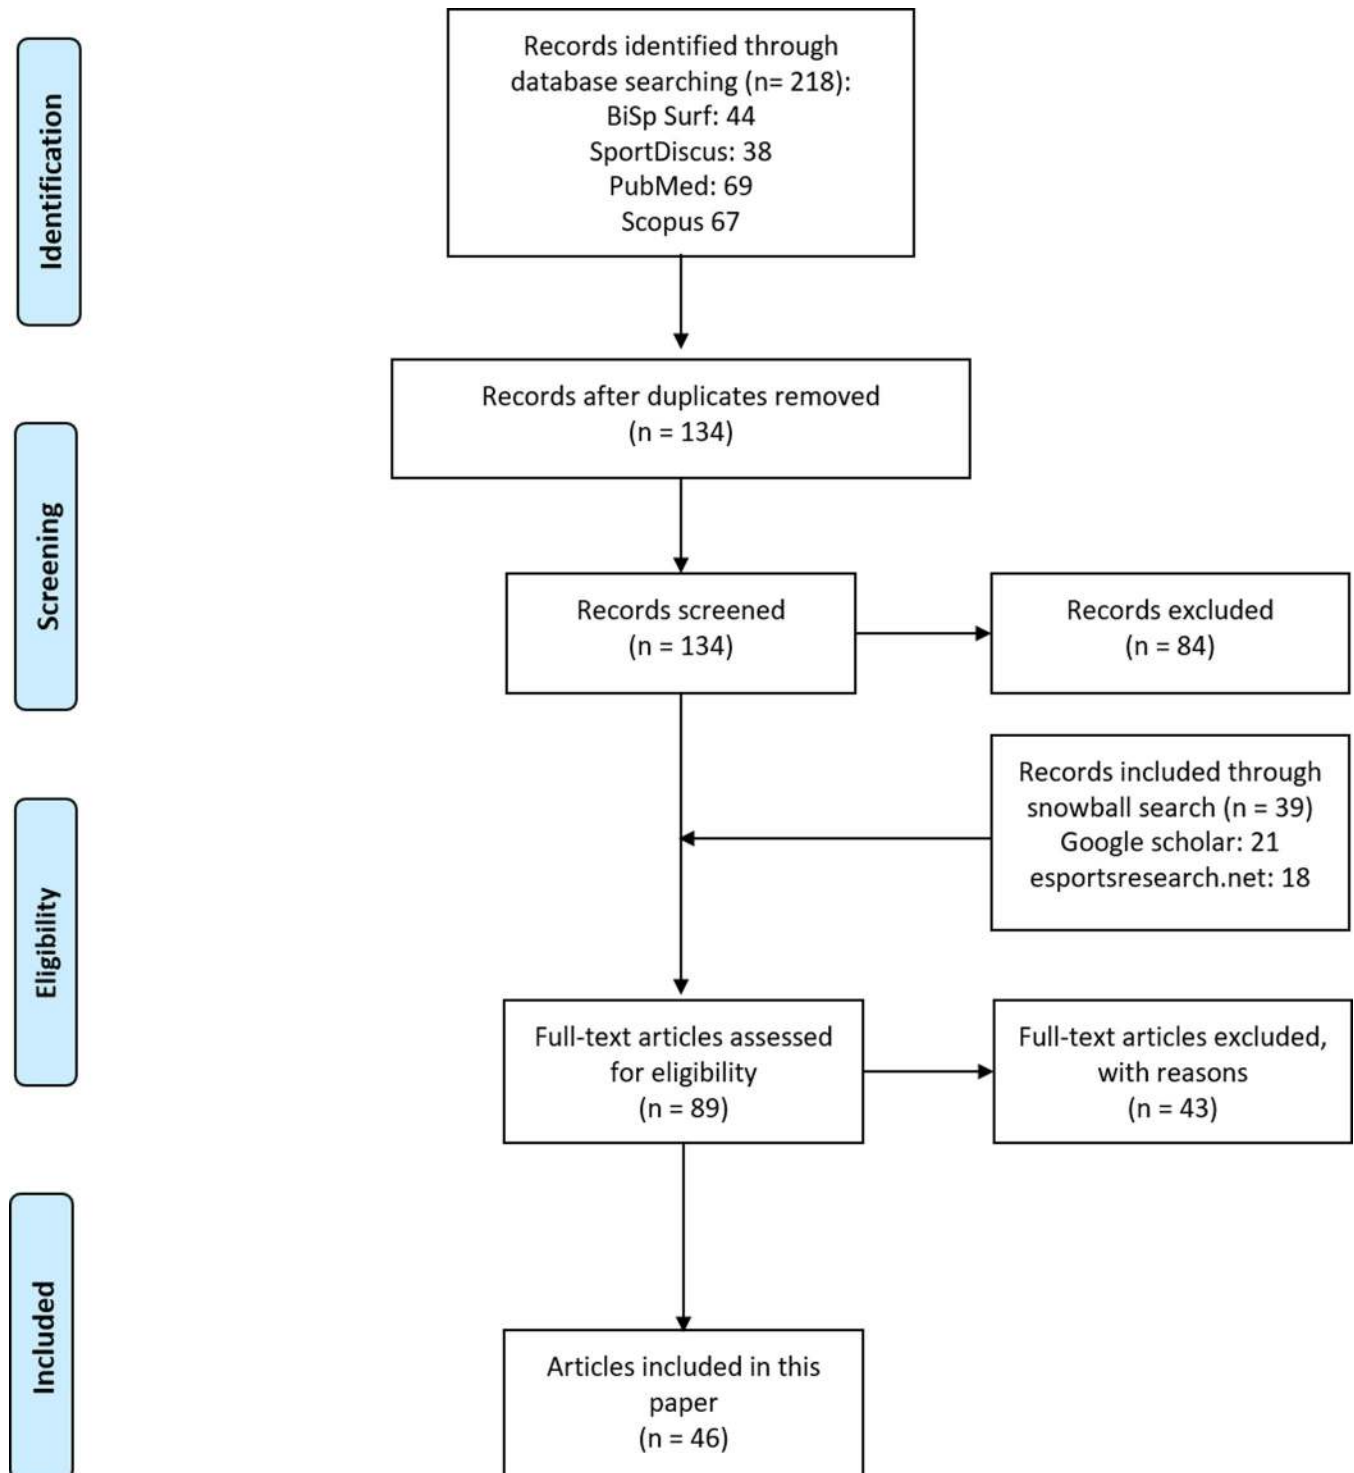 Identification
Records identified through
database searching (n= 218):
BiSp Surf: 44
SportDiscus: 38
PubMed: 69
Scopus 67
Screening
Records after duplicates removed
(n = 134)
Records screened
(n = 134)
Records excluded
(n = 84)
Records included through
snowball search (n = 39)
Google scholar: 21
esportsresearch.net: 18
Eligibility
Full-text articles assessed
for eligibility
(n = 89)
Full-text articles excluded,
with reasons
(n = 43)
Included
Articles included in this
paper
(n = 46)